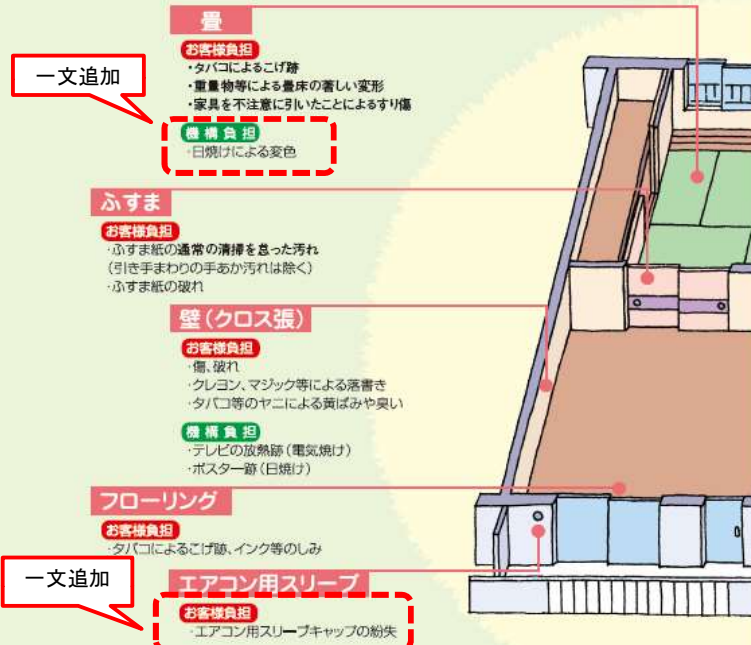 畳
お客様負担
・タバコによるこげ跡
・重量物等による畳床の著しい変形
・家具を不注意に引いたことによるすり傷
一文追加
機構負担
・日焼けによる変色
ふすま
お客様負担
・ふすま紙の通常の清掃を怠った汚れ
(引き手まわりの手あか汚れは除く)
・ふすま紙の破れ
壁(クロス張)
お客様負担
・傷、破れ
・クレヨン、マジック等による落書き
・タバコ等のヤニによる黄ばみや臭い
機構負担
・テレビの放熱跡(電気焼け)
・ポスター跡(日焼け)
フローリング
お客様負担
・タバコによるこげ跡、インク等のしみ
一文追加
エアコン用スリーブ
お客様負担
・エアコン用スリーブキャップの紛失